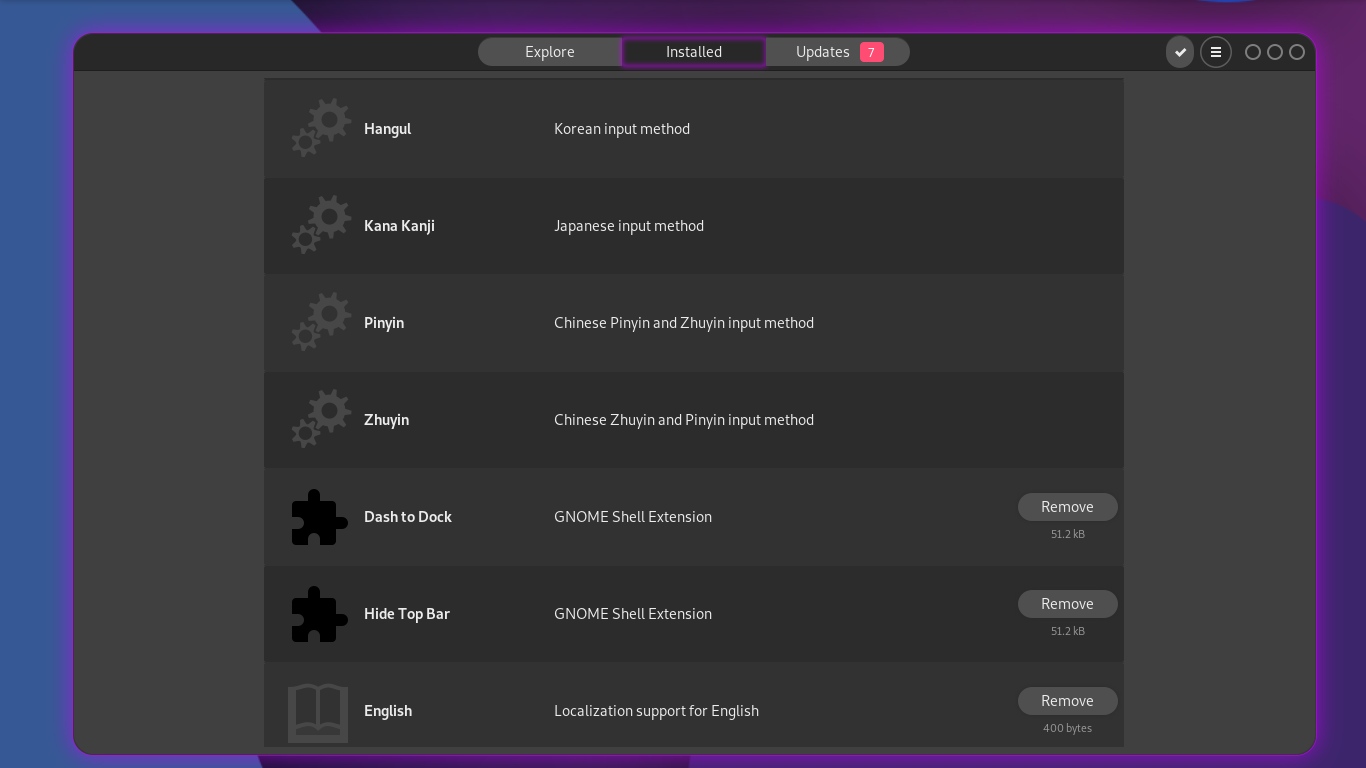 Explore Installed Updates 7
Hangul Korean input method
Kana Kanji Japanese input method
Pinyin Chinese Pinyin and Zhuyin input method
Zhuyin Chinese Zhuyin and Pinyin input method
Dash to Dock GNOME Shell Extension Remove
51.2 kB
Hide Top Bar GNOME Shell Extension Remove
51.2 kB
English Localization support for English Remove
400 bytes